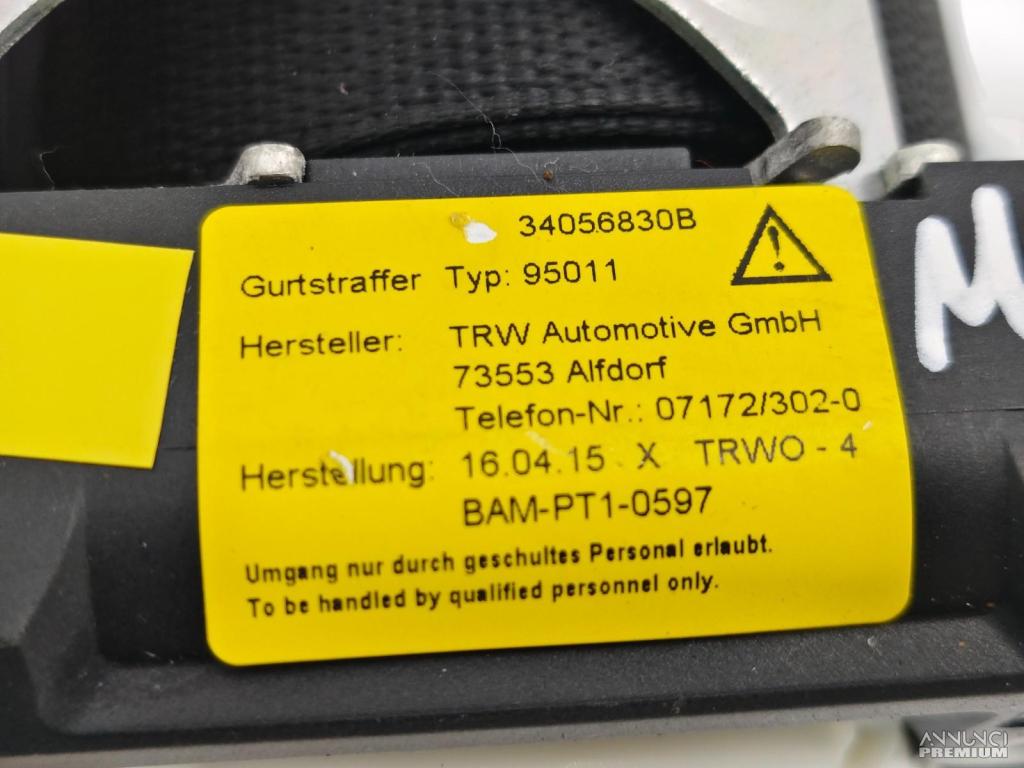 34056830B
Gurtstraffer Typ: 95011
Hersteller: TRW Automotive GmbH
73553 Alfdorf
Telefon-Nr.: 07172/302-0
Herstellung: 16.04.15 X TRWO - 4
BAM-PT1-0597
Umgang nur durch geschultes Personal erlaubt.
To be handled by qualified personnel only.
ANNUNCI
PREMIUM